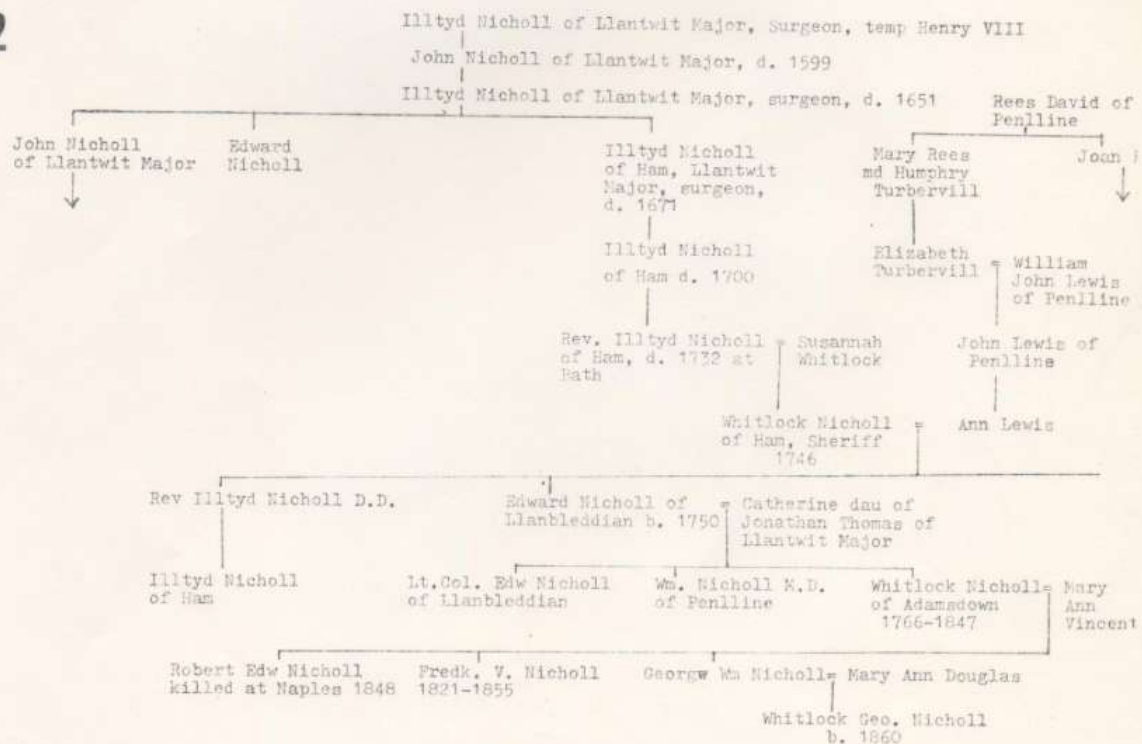 2
Illtyd Nicholl of Llantwit Major, Surgeon, temp Henry VIII
John Nicholl of Llantwit Major, d. 1599
Illtyd Nicholl of Llantwit Major, surgeon, d. 1651
Rees David of
Penlline
John Nicholl
of Llantwit Major
Edward
Nicholl
Illtyd Nicholl
of Ham, Llantwit
Major, surgeon,
d. 1671
Mary Rees
md Humphry
Turbervill
Joan
Illtyd Nicholl
of Ham d. 1700
Elizabeth
Turbervill =
William
John Lewis
of Penlline
Rev. Illtyd Nicholl =
of Ham, d. 1732 at
Bath
Susannah
Whitlock
John Lewis of
Penlline
Whitlock Nicholl =
of Ham, Sheriff
1746
Ann Lewis
Rev Illtyd Nicholl D.D.
Edward Nicholl of =
Llanbleddian b. 1750
Catherine dau of
Jonathan Thomas of
Llantwit Major
Illtyd Nicholl
of Ham
Lt.Col. Edw Nicholl
of Llanbleddian
Wm. Nicholl M.D.
of Penlline
Whitlock Nicholl=
of Adamsdown
1766-1847
Mary
Ann
Vincent
Robert Edw Nicholl
killed at Naples 1848
Fredk. V. Nicholl
1821-1855
Georgw Wm Nicholl= Mary Ann Douglas
Whitlock Geo. Nicholl
b. 1860